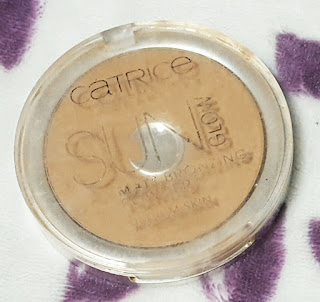 CATRICE
SUN
GLOW
MATT BRONZING
POWDER